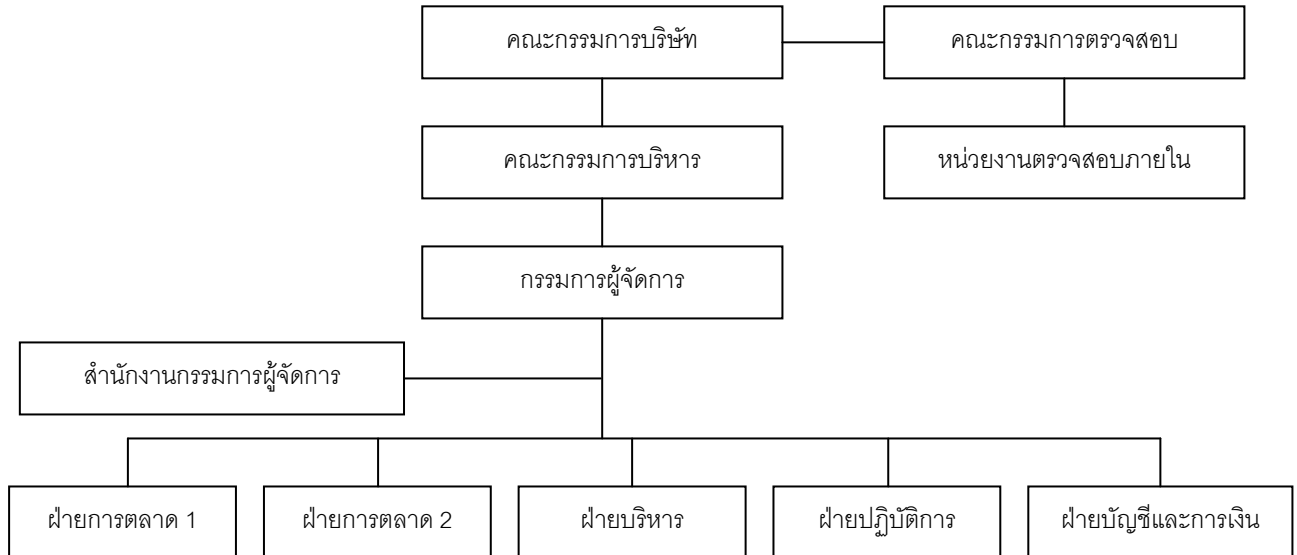 คณะกรรมการบริษัท
คณะกรรมการตรวจสอบ
คณะกรรมการบริหาร
หน่วยงานตรวจสอบภายใน
กรรมการผู้จัดการ
สำนักงานกรรมการผู้จัดการ
ฝ่ายการตลาด 1
ฝ่ายการตลาด 2
ฝ่ายบริหาร
ฝ่ายปฏิบัติการ
ฝ่ายบัญชีและการเงิน